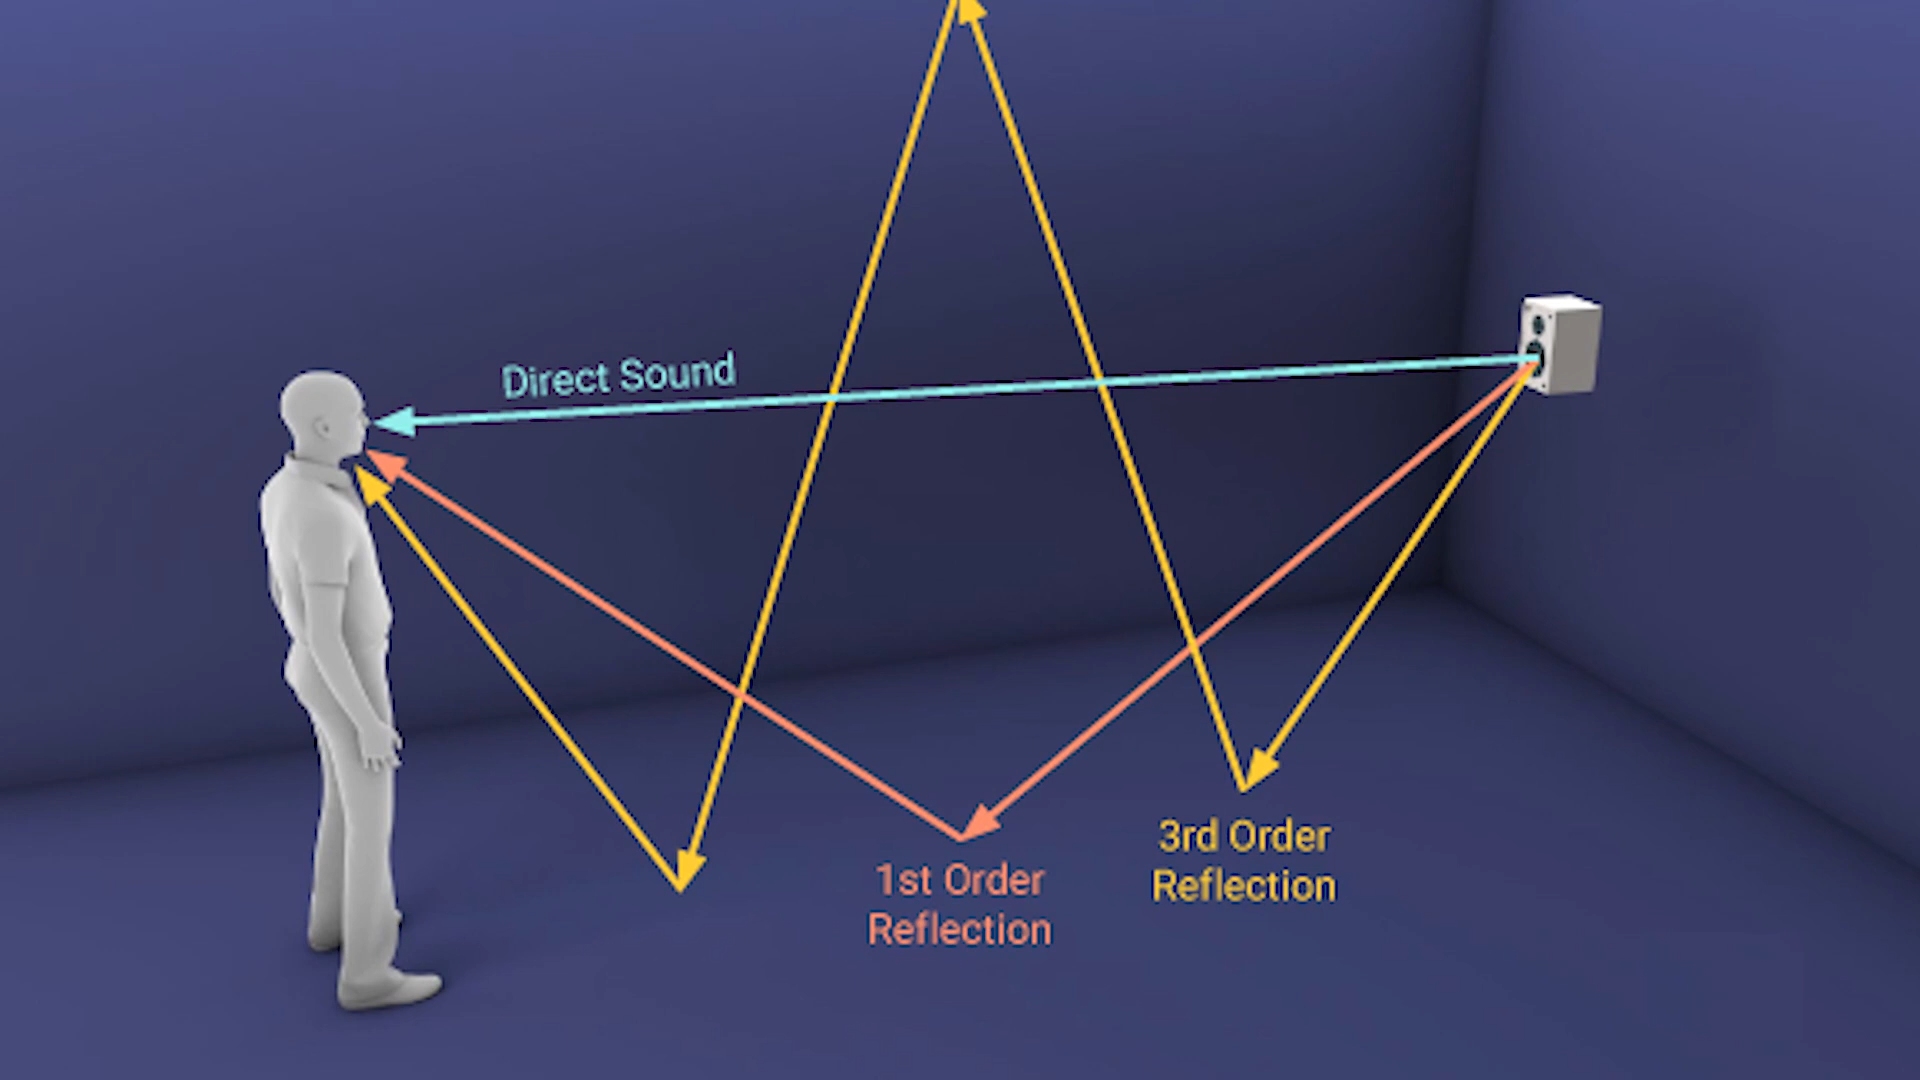 Direct Sound
1st Order
Reflection
3rd Order
Reflection